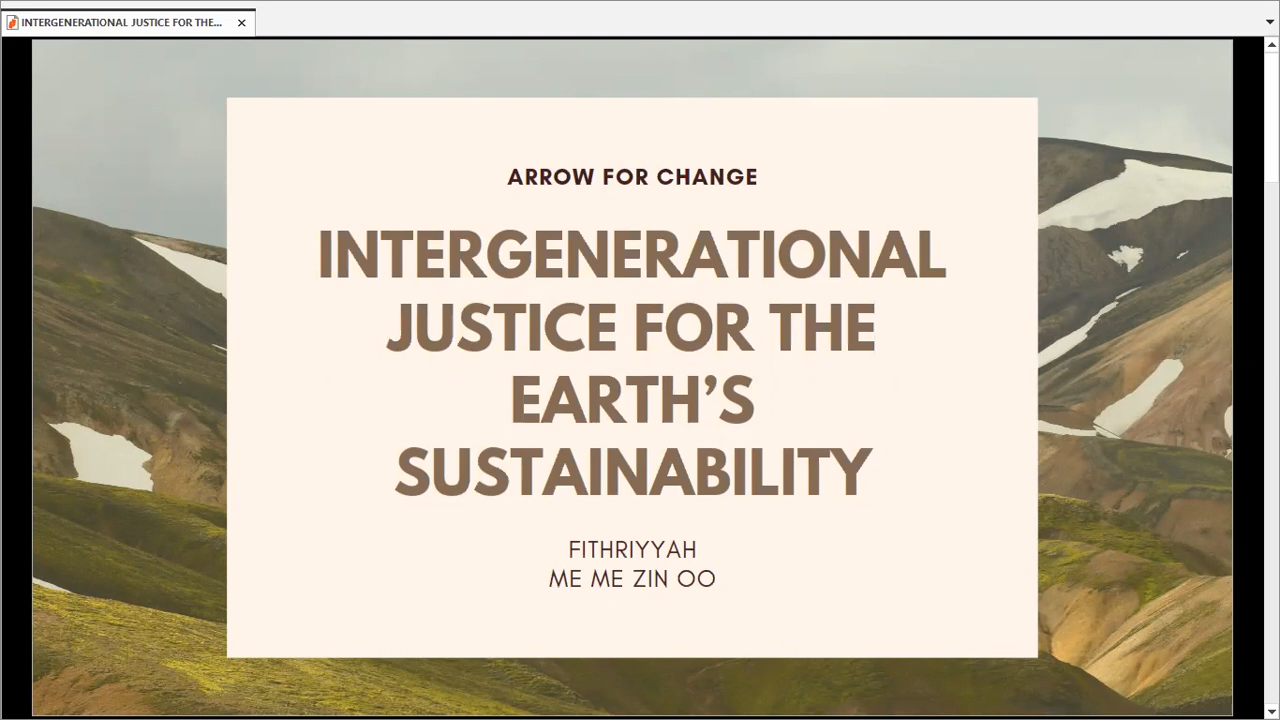 INTERGENERATIONAL JUSTICE FOR THE...
ARROW FOR CHANGE
INTERGENERATIONAL
JUSTICE FOR THE
EARTH’S
SUSTAINABILITY
FITHRIYYAH
ME ME ZIN OO